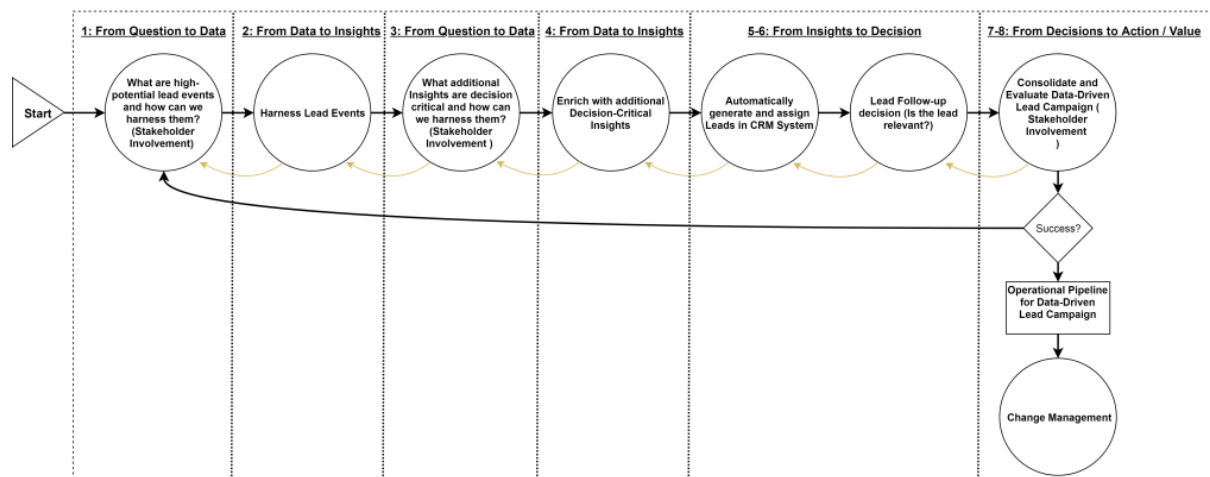 1: From Question to Data
2: From Data to Insights
3: From Question to Data
4: From Data to Insights
5-6: From Insights to Decision
7-8: From Decisions to Action / Value
Start
What are high-
potential lead events
and how can we
harness them?
(Stakeholder
Involvement)
Harness Lead Events
What additional
Insights are decision
critical and how can
we harness them?
(Stakeholder
Involvement )
Enrich with additional
Decision-Critical
Insights
Automatically
generate and assign
Leads in CRM System
Lead Follow-up
decision (Is the lead
relevant?)
Consolidate and
Evaluate Data-Driven
Lead Campaign (
Stakeholder
Involvement
)
Success?
Operational Pipeline
for Data-Driven
Lead Campaign
Change Management